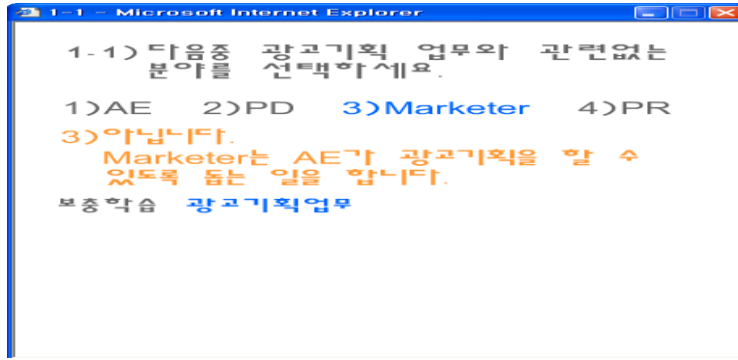 1-1 - Microsoft Internet Explorer
1-1)다음중 광고기획 업무와 관련없는
분야를 선택하세요.
1)AE 2)PD 3)Marketer 4)PR
3)아닙니다.
Marketer는 AE가 광고기획을 할 수
있도록 돕는 일을 합니다.
보충학습 광고기획업무